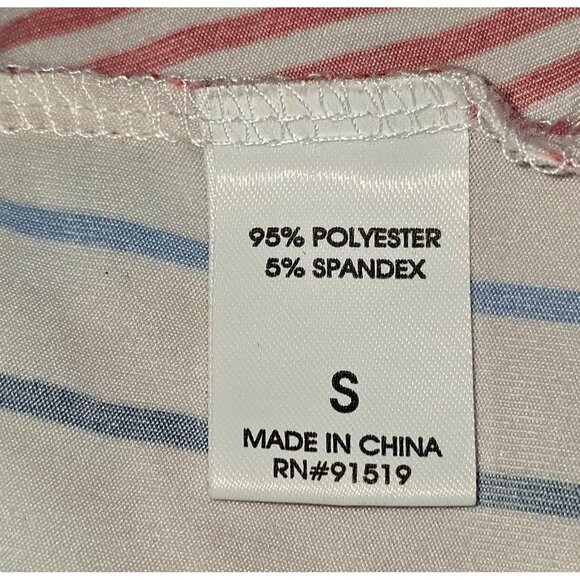 95% POLYESTER
5% SPANDEX
S
MADE IN CHINA
RN#91519